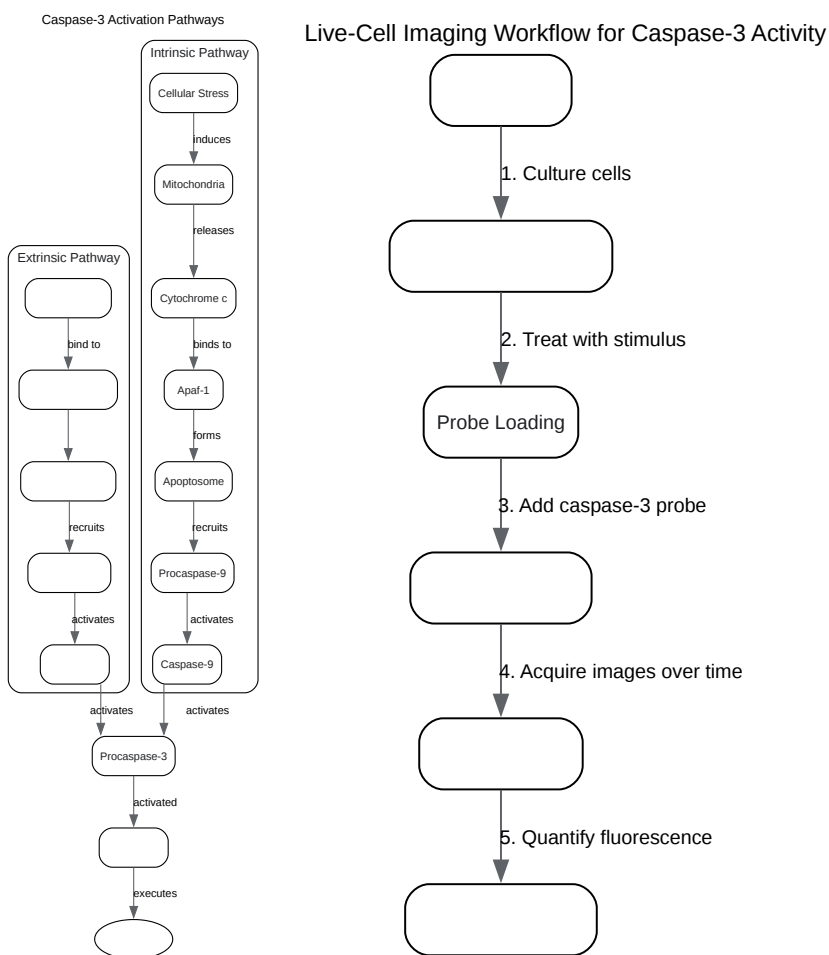 Caspase-3 Activation Pathways
Intrinsic Pathway
Cellular Stress
induces
Mitochondria
releases
Cytochrome c
binds to
Apaf-1
forms
Apoptosome
recruits
Procaspase-9
activates
Caspase-9
activates
Extrinsic Pathway
bind to
recruits
activates
activates
Procaspase-3
activated
executes
Live-Cell Imaging Workflow for Caspase-3 Activity
1. Culture cells
2. Treat with stimulus
Probe Loading
3. Add caspase-3 probe
4. Acquire images over time
5. Quantify fluorescence